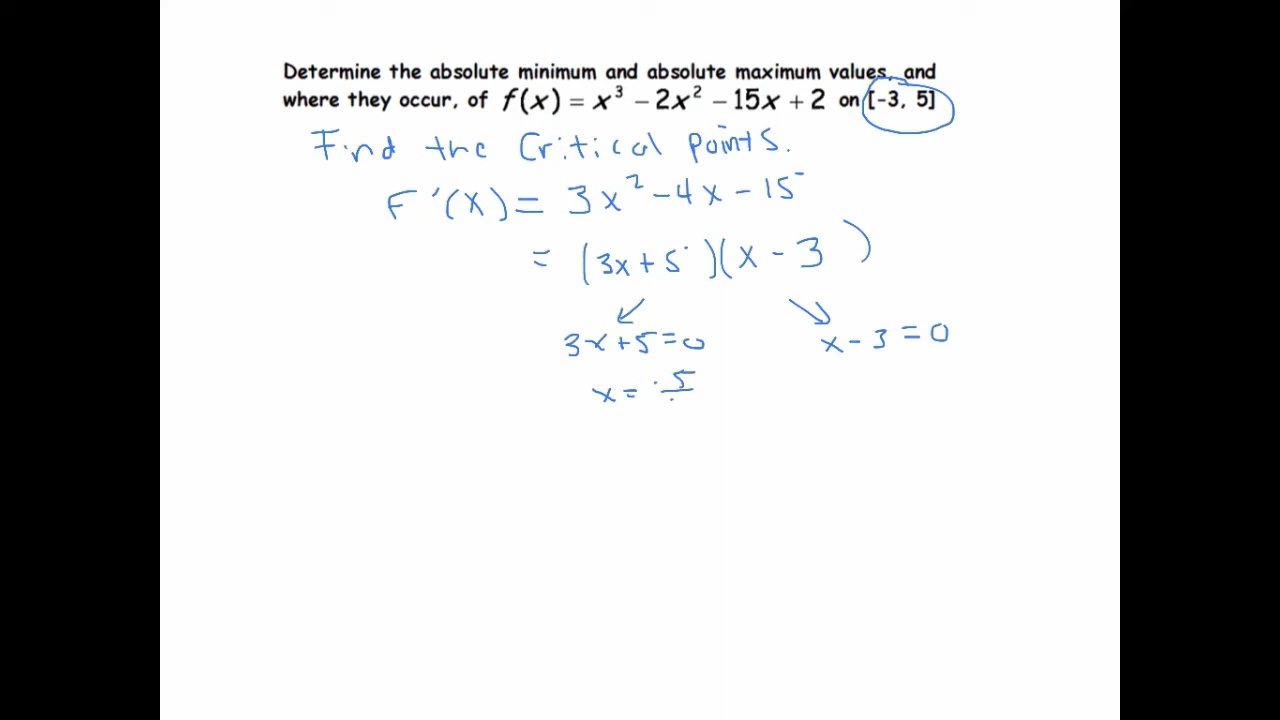 Determine the absolute minimum and absolute maximum values, and
where they occur, of f(x) = x³ − 2x² − 15x + 2 on [-3, 5]
Find the Critical points.
F'(x) = 3x² − 4x − 15
= (3x + 5)(x − 3)
3x + 5 = 0 x − 3 = 0
x = -5